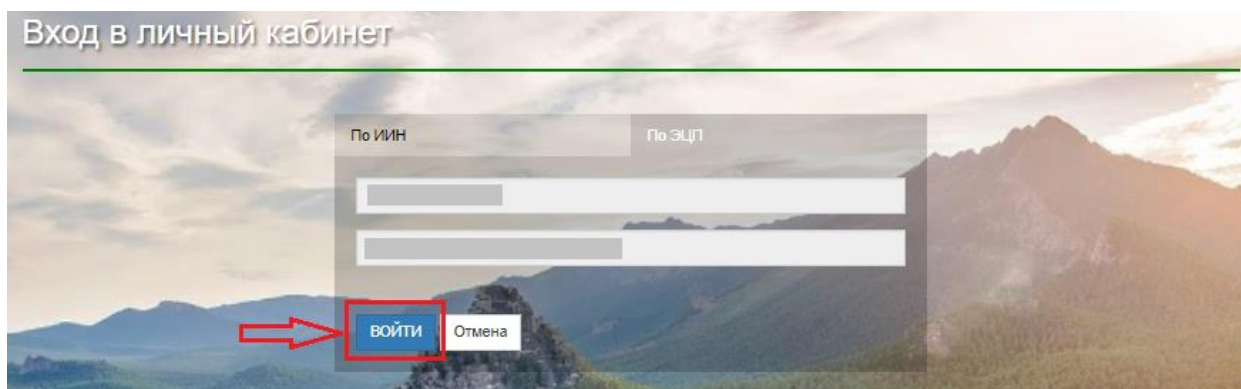 Вход в личный кабинет
По ИИН
По ЭЦП
ВОЙТИ
Отмена